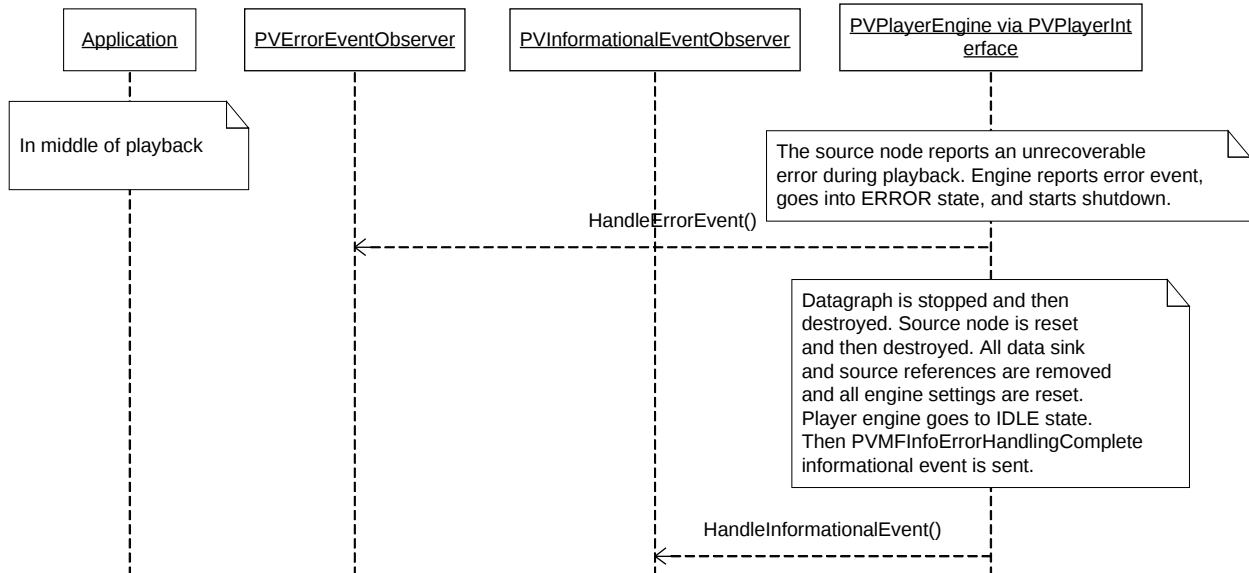 Application
PVErrorEventObserver
PVInformationalEventObserver
PVPlayerEngine via PVPlayerInt
erface
In middle of playback
The source node reports an unrecoverable
error during playback. Engine reports error event,
goes into ERROR state, and starts shutdown.
HandleErrorEvent()
Datagraph is stopped and then
destroyed. Source node is reset
and then destroyed. All data sink
and source references are removed
and all engine settings are reset.
Player engine goes to IDLE state.
Then PVMFInfoErrorHandlingComplete
informational event is sent.
HandleInformationalEvent()